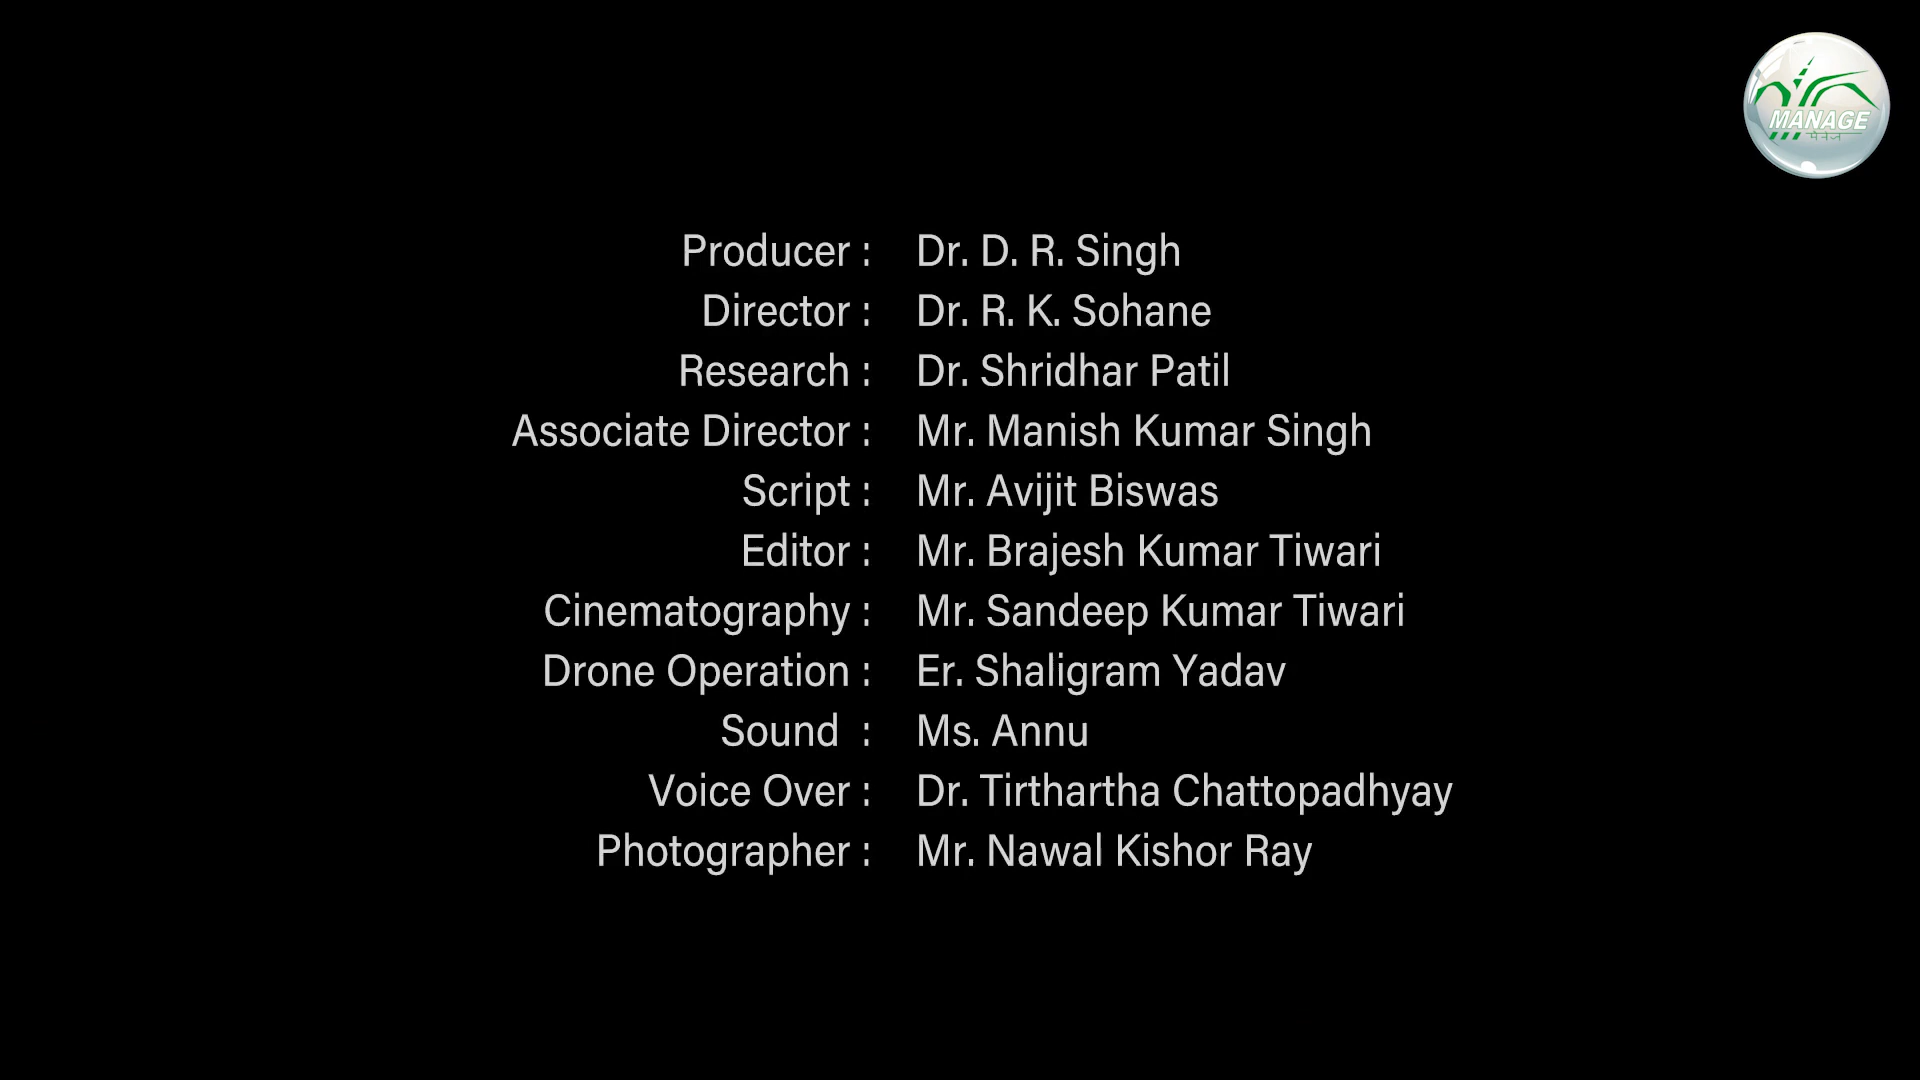 MANAGE
मैनेज
Producer : Dr. D. R. Singh
Director : Dr. R. K. Sohane
Research : Dr. Shridhar Patil
Associate Director : Mr. Manish Kumar Singh
Script : Mr. Avijit Biswas
Editor : Mr. Brajesh Kumar Tiwari
Cinematography : Mr. Sandeep Kumar Tiwari
Drone Operation : Er. Shaligram Yadav
Sound : Ms. Annu
Voice Over : Dr. Tirthartha Chattopadhyay
Photographer : Mr. Nawal Kishor Ray